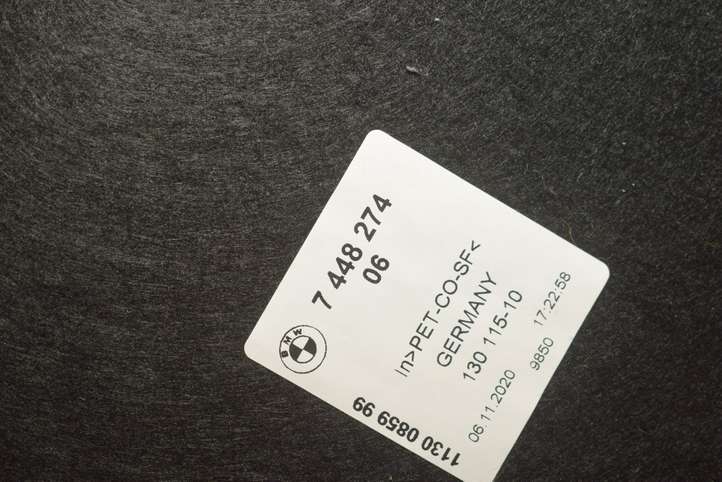 BMW
7 448 274
06
In>PET-CO-SF<
GERMANY
130 115-10
06.11.2020 9850 17:22:58
1130 0859 99